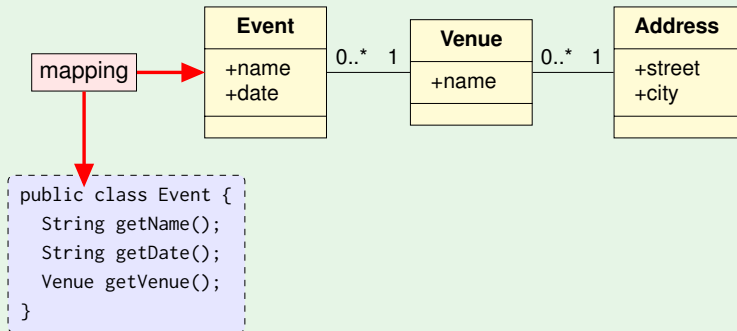 Event
+name
+date
0..* 1
Venue
+name
0..* 1
Address
+street
+city
mapping
public class Event {
  String getName();
  String getDate();
  Venue getVenue();
}